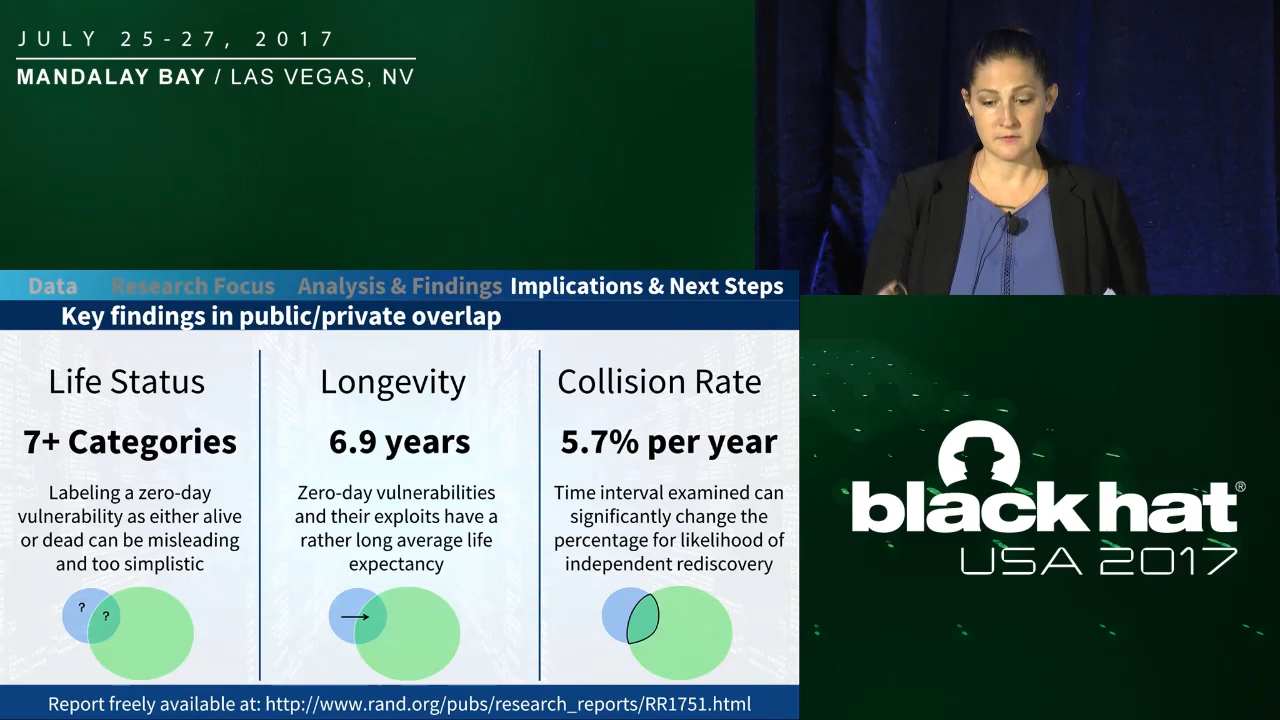 JULY 25-27, 2017
MANDALAY BAY / LAS VEGAS, NV
Data Research Focus Analysis & Findings Implications & Next Steps
Key findings in public/private overlap
Life Status
7+ Categories
Labeling a zero-day
vulnerability as either alive
or dead can be misleading
and too simplistic
? ?
Longevity
6.9 years
Zero-day vulnerabilities
and their exploits have a
rather long average life
expectancy
Collision Rate
5.7% per year
Time interval examined can
significantly change the
percentage for likelihood of
independent rediscovery
Report freely available at: http://www.rand.org/pubs/research_reports/RR1751.html
black hat®
USA 2017